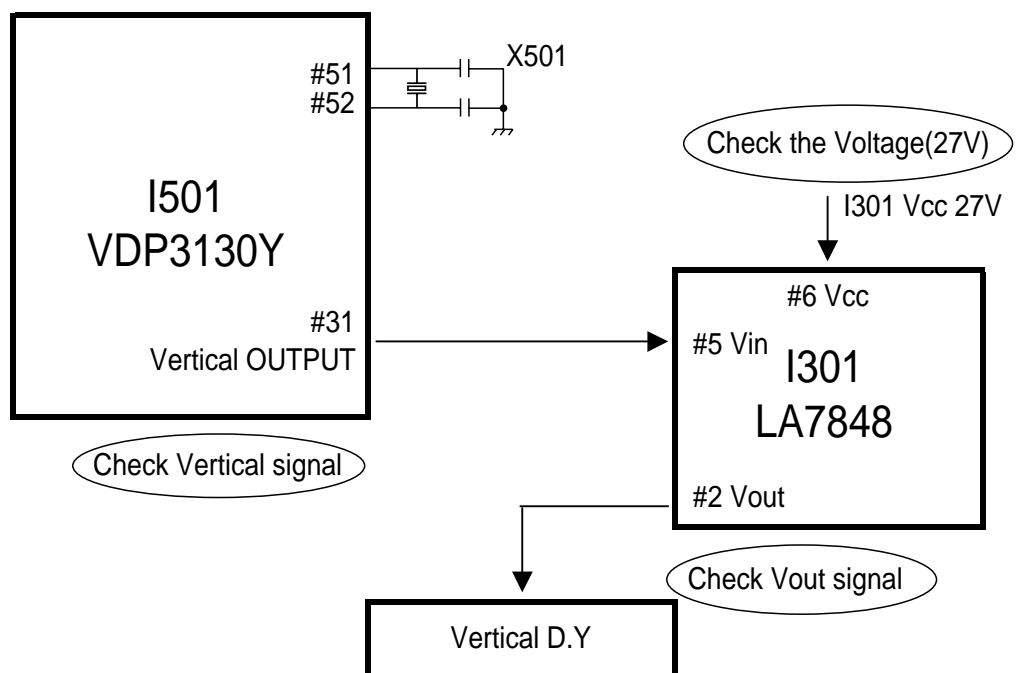 #51
#52
X501
I501
VDP3130Y
#31
Vertical OUTPUT
Check Vertical signal
Check the Voltage(27V)
I301 Vcc 27V
#6 Vcc
#5 Vin
I301
LA7848
#2 Vout
Check Vout signal
Vertical D.Y